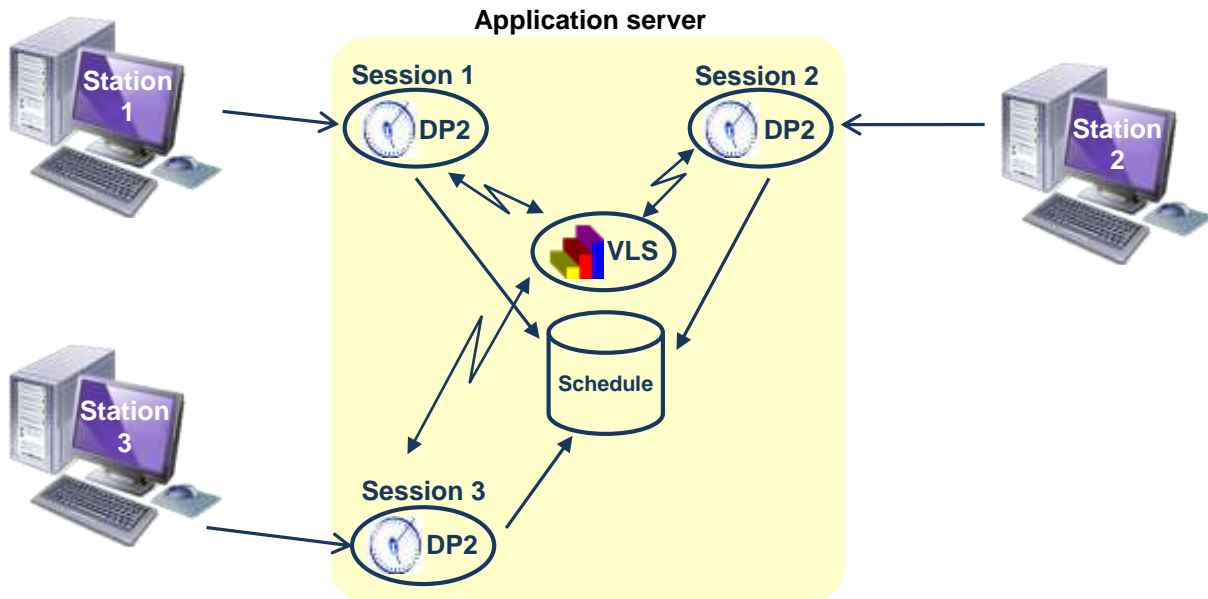 Application server
Station
1
Session 1
DP2
Session 2
DP2
Station
2
VLS
Schedule
Station
3
Session 3
DP2